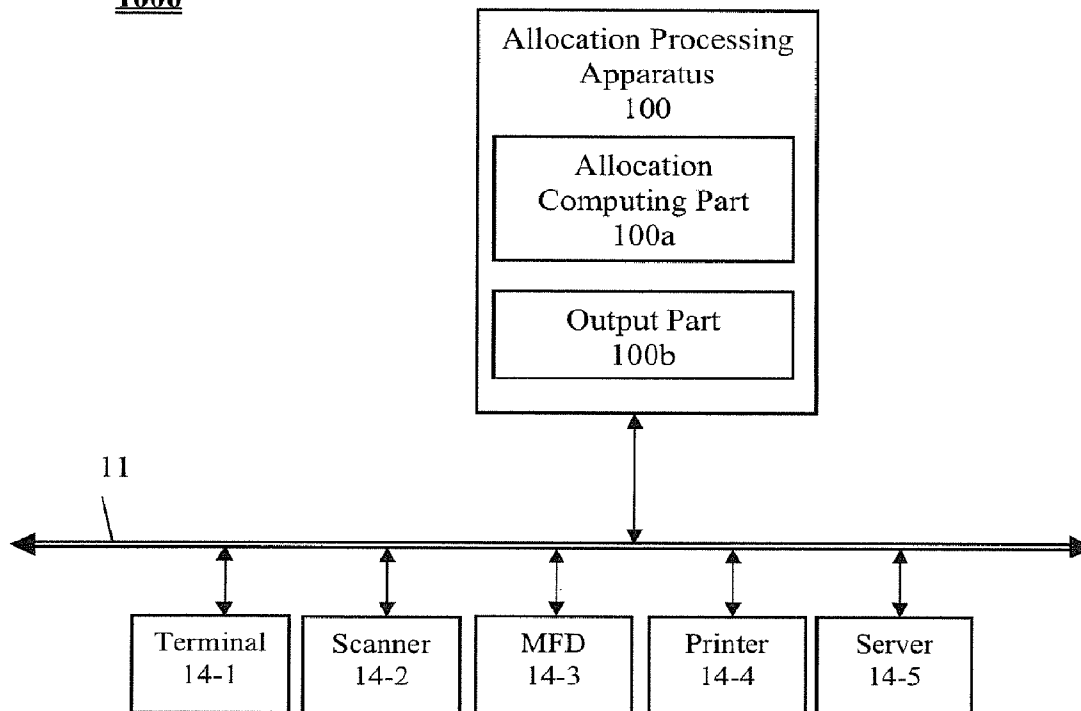 Allocation Processing
Apparatus
100
Allocation
Computing Part
100a
Output Part
100b
11
Terminal
14-1
Scanner
14-2
MFD
14-3
Printer
14-4
Server
14-5